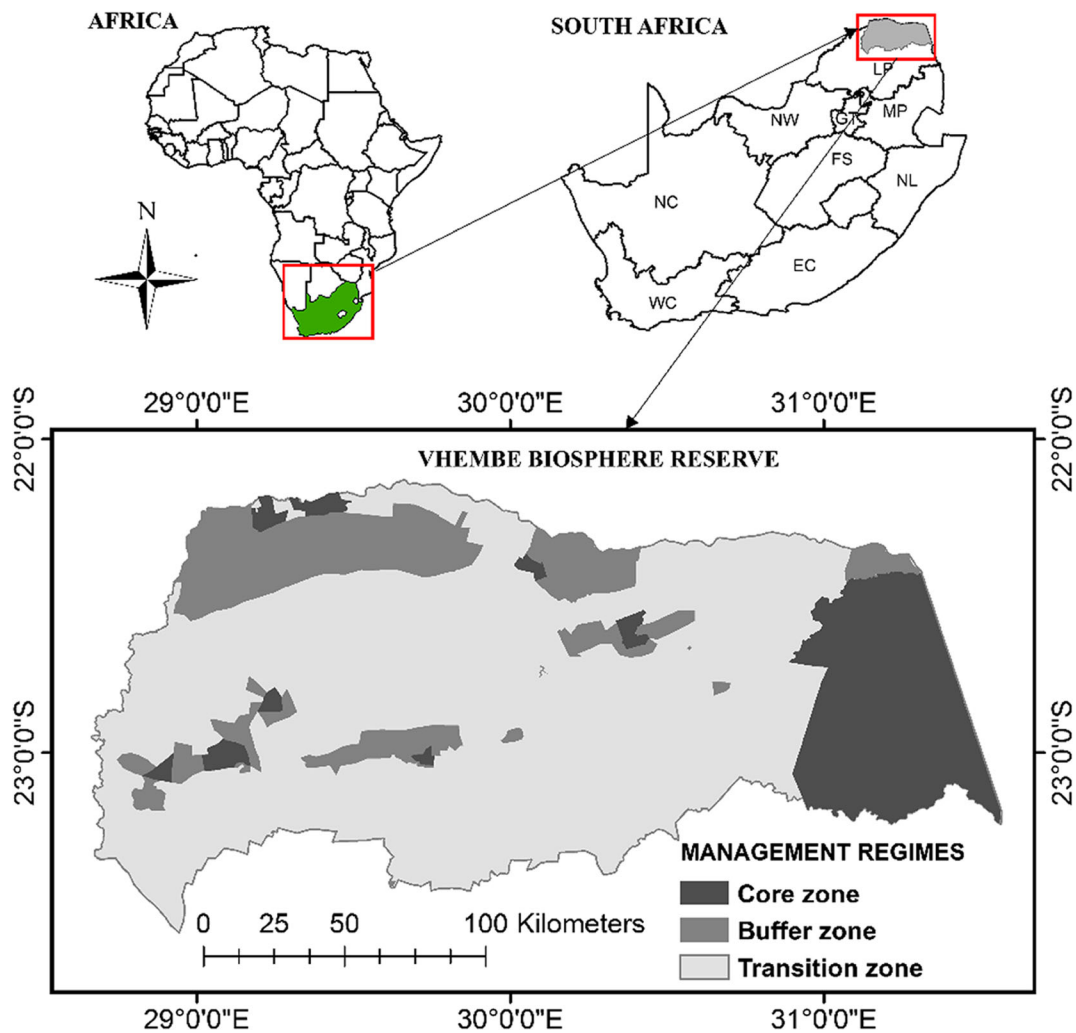 AFRICA
SOUTH AFRICA
LP
NW
GT
MP
FS
NL
NC
EC
WC
N
29°0'0"E 30°0'0"E 31°0'0"E
22°0'0"S
22°0'0"S
VHEMBE BIOSPHERE RESERVE
23°0'0"S
23°0'0"S
MANAGEMENT REGIMES
Core zone
Buffer zone
Transition zone
0 25 50 100 Kilometers
29°0'0"E 30°0'0"E 31°0'0"E